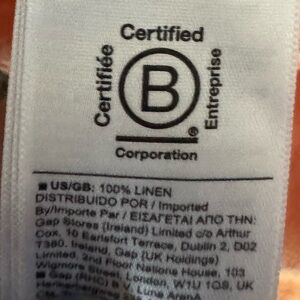 Certified
Certifiée
B
Entreprise
®
Corporation
■ US/GB: 100% LINEN
DISTRIBUIDO POR / Imported
By/Importe Par / ΕΙΣΑΓΕΤΑΙ ΑΠΟ ΤΗΝ:
Gap Stores (Ireland) Limited c/o Arthur
Cox, 10 Earlsfort Terrace, Dublin 2, D02
T380, Ireland, Gap (UK Holdings)
Limited, 2nd Floor Nations House, 103
Wigmore Street, London, W1U 1QS, UK
Gap (RHC) B.V